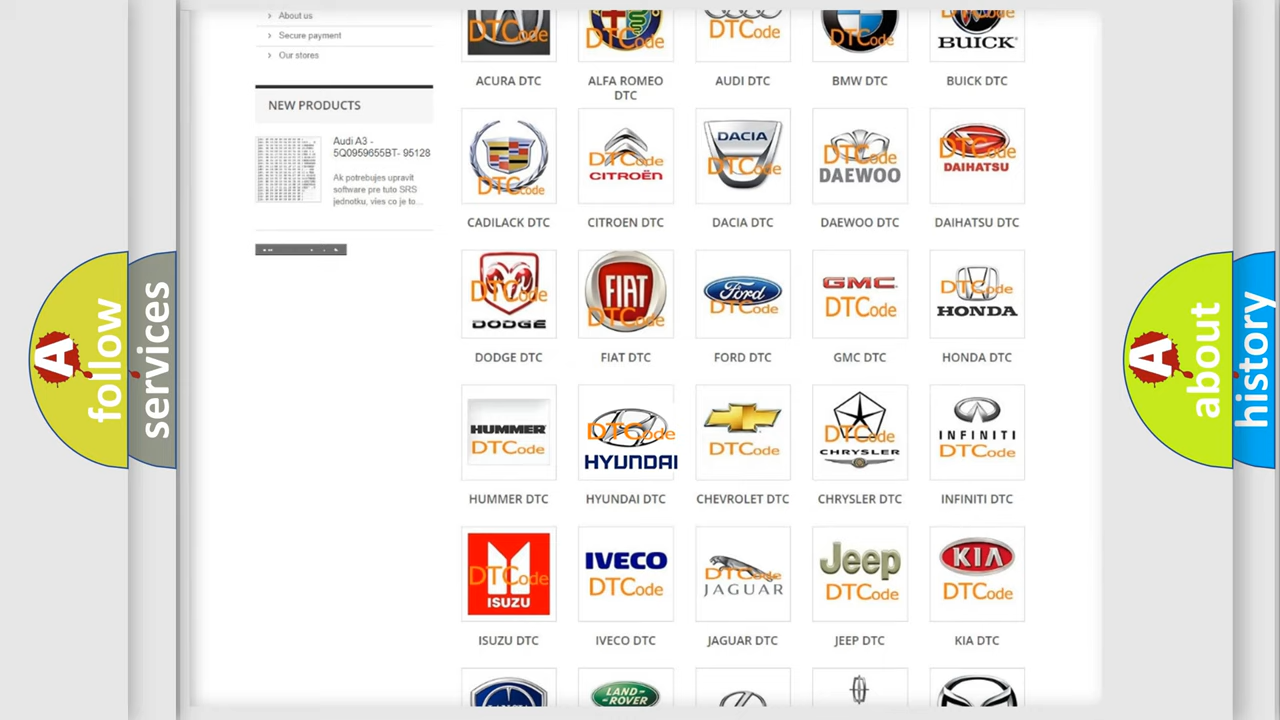 About us
Secure payment
Our stores
NEW PRODUCTS
Audi A3 -
5Q0959655BT- 95128
Ak potrebujes upravit
software pre tuto SRS
jednotku, vies co je to...
DTCode
DTCode
DTCode
DTCode
BUICK
ACURA DTC
ALFA ROMEO
DTC
AUDI DTC
BMW DTC
BUICK DTC
DTCode
DTCode
CITROËN
DACIA
DTCode
DTCode
DAEWOO
DTCode
DAIHATSU
CADILACK DTC
CITROEN DTC
DACIA DTC
DAEWOO DTC
DAIHATSU DTC
DTCode
DODGE
FIAT
DTCode
Ford
DTCode
GMC
DTCode
DTCode
HONDA
DODGE DTC
FIAT DTC
FORD DTC
GMC DTC
HONDA DTC
HUMMER
DTCode
DTCode
HYUNDAI
DTCode
DTCode
CHRYSLER
INFINITI
DTCode
HUMMER DTC
HYUNDAI DTC
CHEVROLET DTC
CHRYSLER DTC
INFINITI DTC
DTCode
ISUZU
IVECO
DTCode
DTCode
JAGUAR
Jeep
DTCode
KIA
DTCode
ISUZU DTC
IVECO DTC
JAGUAR DTC
JEEP DTC
KIA DTC
LAND-
ROVER
A
follow
services
A
about
history